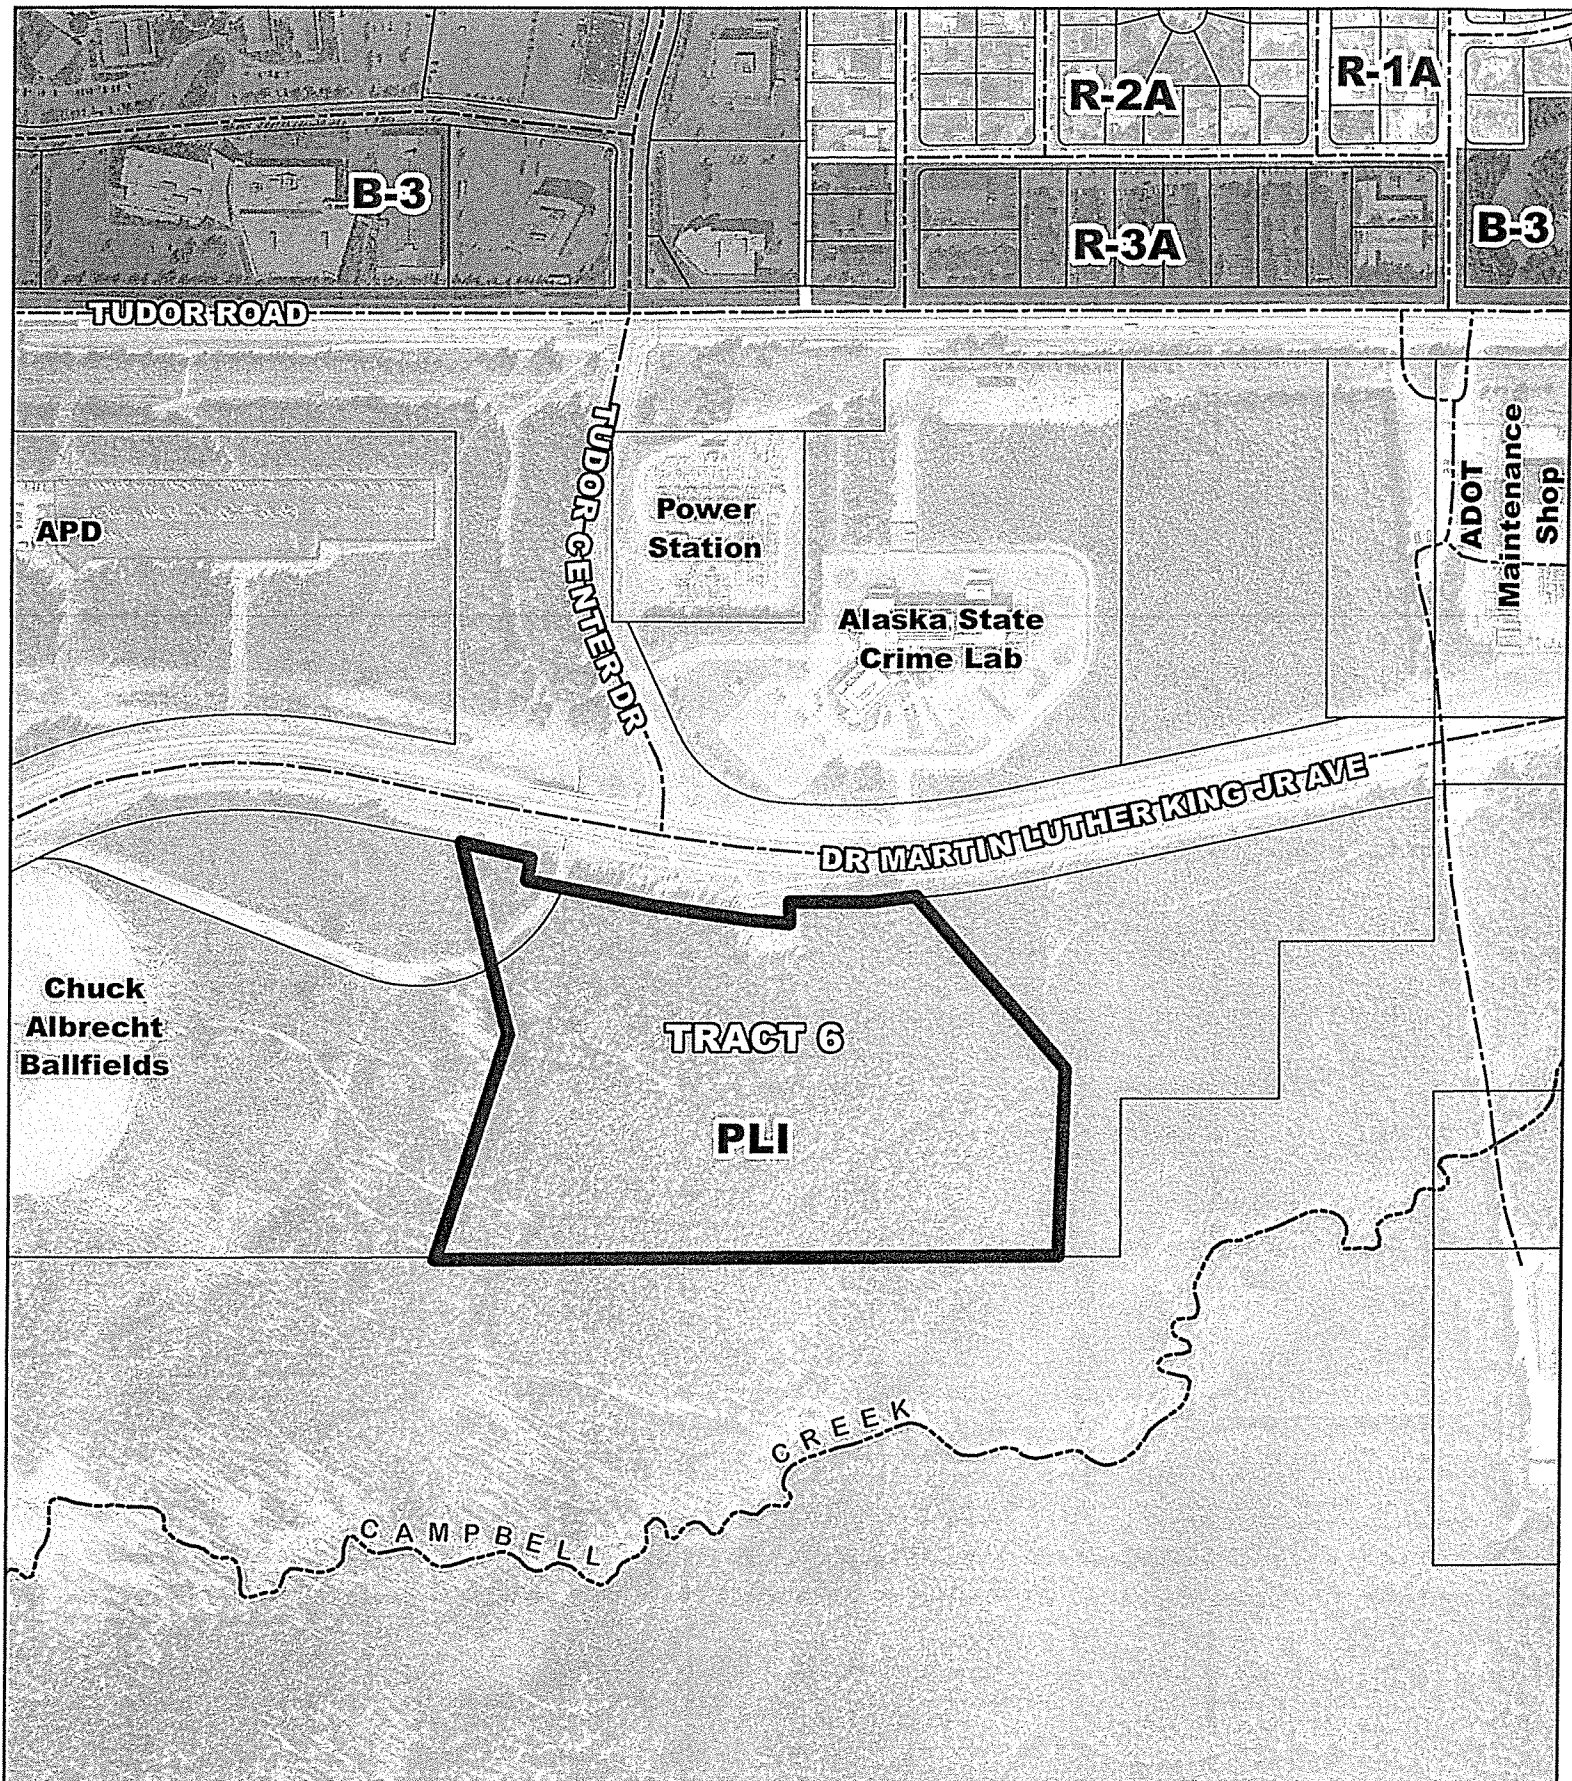 R-1A
R-2A
B-3
B-3
R-3A
TUDOR ROAD
TUDOR CENTER DR
Power
Station
ADOT
Maintenance
Shop
APD
Alaska State
Crime Lab
DR MARTIN LUTHER KING JR AVE
Chuck
Albrecht
Ballfields
TRACT 6
PLI
CAMPBELL CREEK